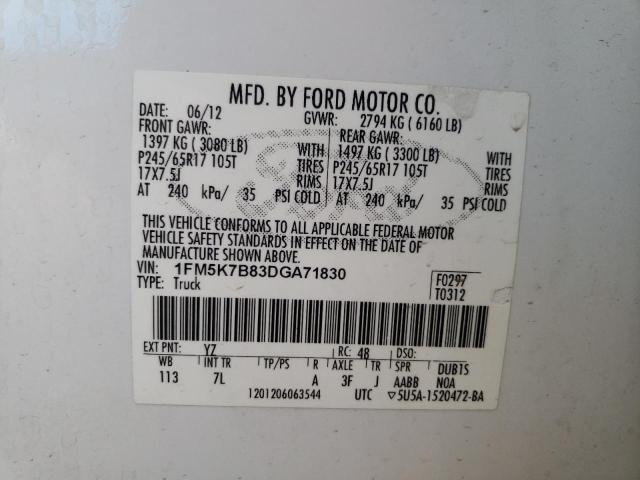 MFD. BY FORD MOTOR CO.
DATE: 06/12 GVWR: 2794 KG ( 6160 LB)
FRONT GAWR: REAR GAWR:
1397 KG ( 3080 LB) WITH 1497 KG ( 3300 LB) WITH
P245/65R17 105T TIRES P245/65R17 105T TIRES
17X7.5J RIMS 17X7.5J RIMS
AT 240 kPa/ 35 PSI COLD AT 240 kPa/ 35 PSI COLD
THIS VEHICLE CONFORMS TO ALL APPLICABLE FEDERAL MOTOR
VEHICLE SAFETY STANDARDS IN EFFECT ON THE DATE OF
MANUFACTURE SHOWN ABOVE.
VIN: 1FM5K7B83DGA71830 F0297
TYPE: Truck T0312
EXT PNT: YZ RC: 48 DSO:
WB INT TR TP/PS R AXLE TR SPR DUB1S
113 7L A 3F J AABB N0A
1201206063544 UTC ▽5U5A-1520472-BA